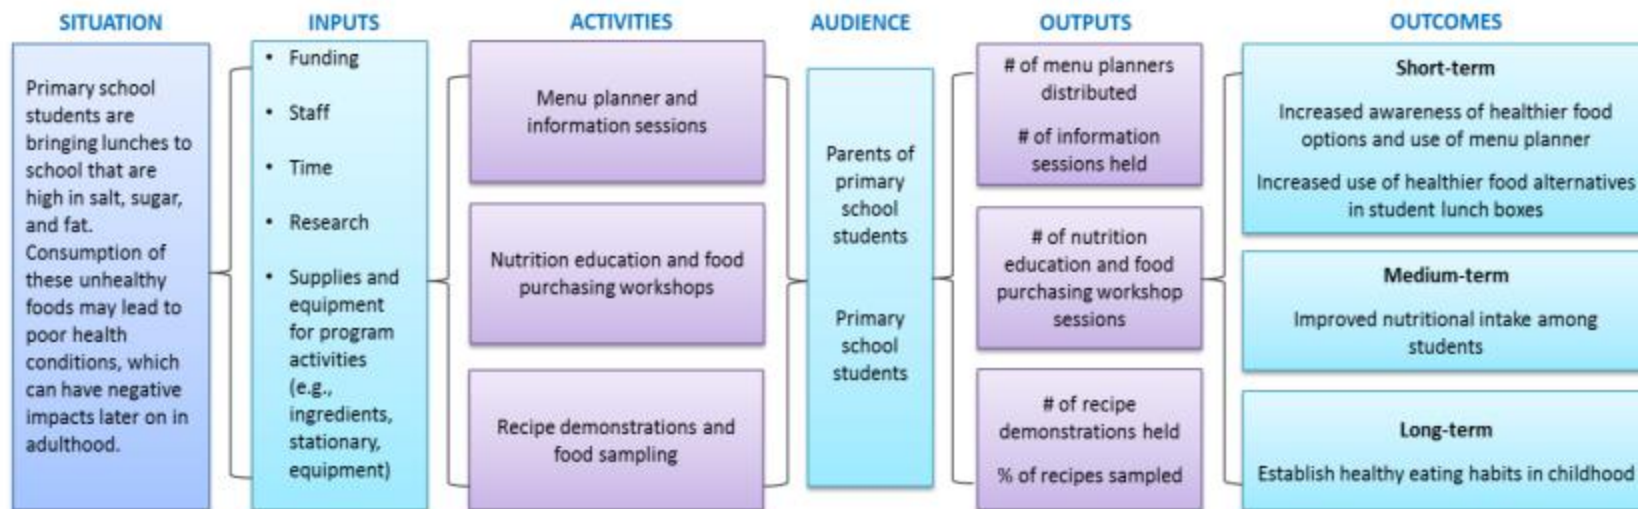 SITUATION
INPUTS
ACTIVITIES
AUDIENCE
OUTPUTS
OUTCOMES
Primary school
students are
bringing lunches to
school that are
high in salt, sugar,
and fat.
Consumption of
these unhealthy
foods may lead to
poor health
conditions, which
can have negative
impacts later on in
adulthood.
• Funding
• Staff
• Time
• Research
• Supplies and
equipment
for program
activities
(e.g.,
ingredients,
stationary,
equipment)
Menu planner and
information sessions
Nutrition education and food
purchasing workshops
Recipe demonstrations and
food sampling
Parents of
primary
school
students
Primary
school
students
# of menu planners
distributed
# of information
sessions held
# of nutrition
education and food
purchasing workshop
sessions
# of recipe
demonstrations held
% of recipes sampled
Short-term
Increased awareness of healthier food
options and use of menu planner
Increased use of healthier food alternatives
in student lunch boxes
Medium-term
Improved nutritional intake among
students
Long-term
Establish healthy eating habits in childhood